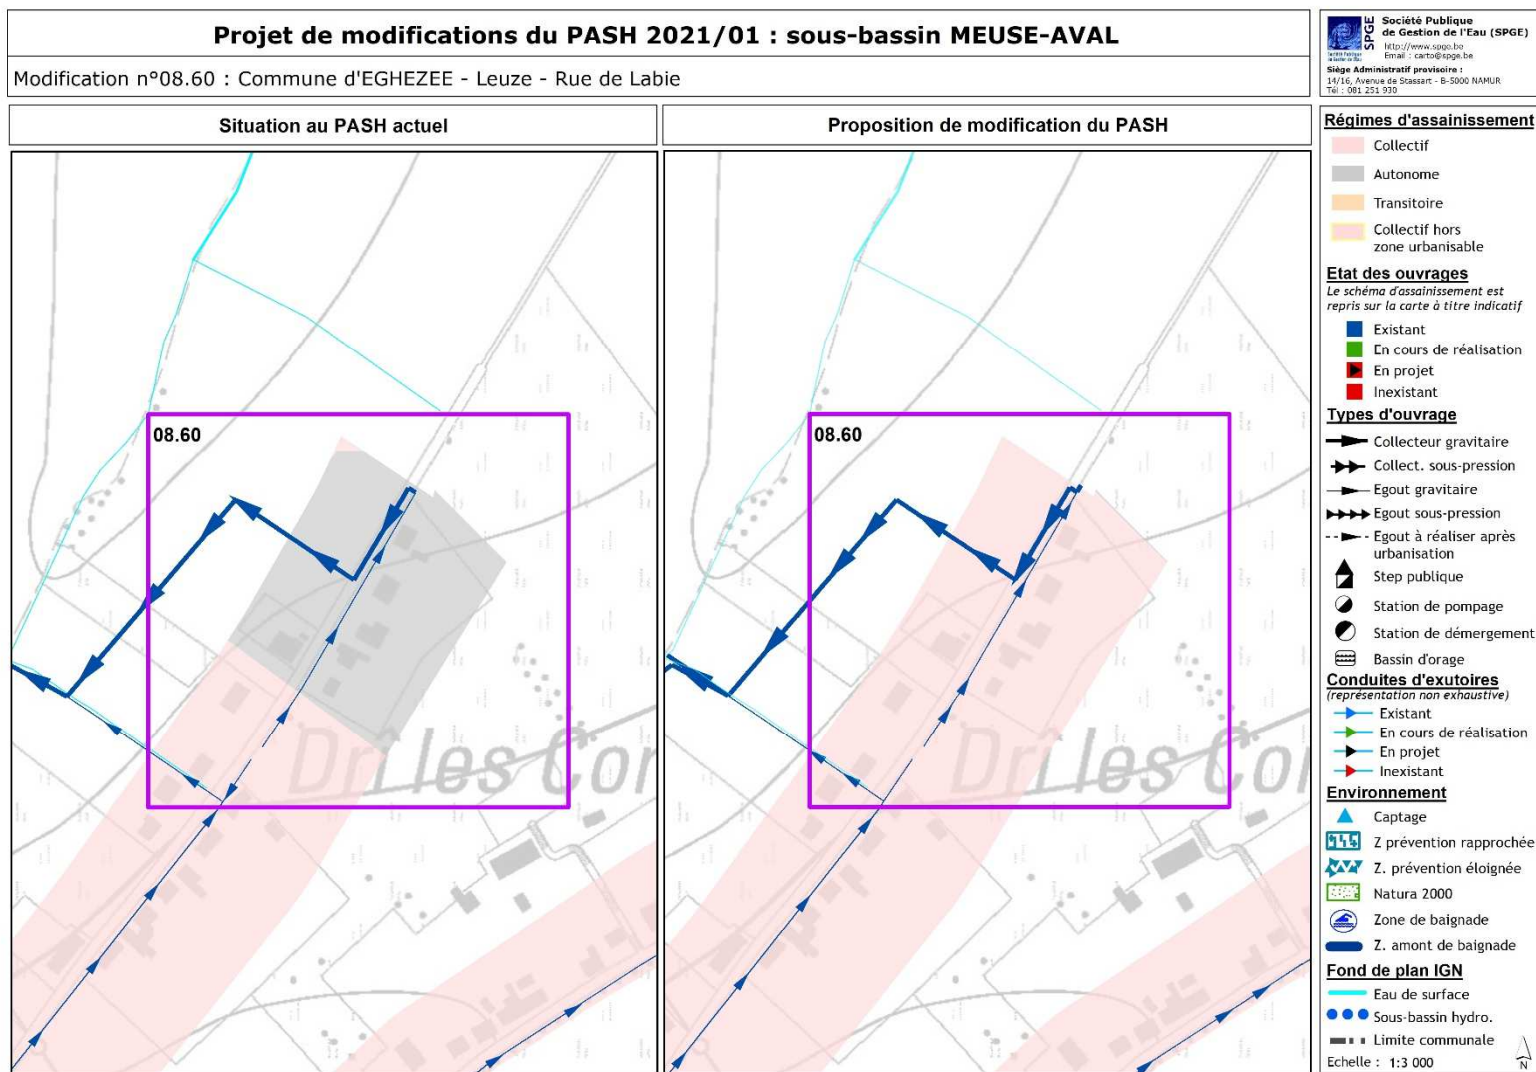 Projet de modifications du PASH 2021/01 : sous-bassin MEUSE-AVAL
Modification n°08.60 : Commune d'EGHEZEE - Leuze - Rue de Labie
SPGE
Société Publique
de Gestion de l'Eau (SPGE)
http://www.spge.be
Email : carto@spge.be
Siège Administratif provisoire :
14/16, Avenue de Stassart - B-5000 NAMUR
Tél : 081 251 930
Situation au PASH actuel
Proposition de modification du PASH
08.60
Drî les Cor
08.60
Drî les Cor
Régimes d'assainissement
Collectif
Autonome
Transitoire
Collectif hors
zone urbanisable
Etat des ouvrages
Le schéma d'assainissement est
repris sur la carte à titre indicatif
Existant
En cours de réalisation
En projet
Inexistant
Types d'ouvrage
Collecteur gravitaire
Collect. sous-pression
Egout gravitaire
Egout sous-pression
Egout à réaliser après
urbanisation
Step publique
Station de pompage
Station de démergement
Bassin d'orage
Conduites d'exutoires
(représentation non exhaustive)
Existant
En cours de réalisation
En projet
Inexistant
Environnement
Captage
Z prévention rapprochée
Z. prévention éloignée
Natura 2000
Zone de baignade
Z. amont de baignade
Fond de plan IGN
Eau de surface
Sous-bassin hydro.
Limite communale
Echelle : 1:3 000
N